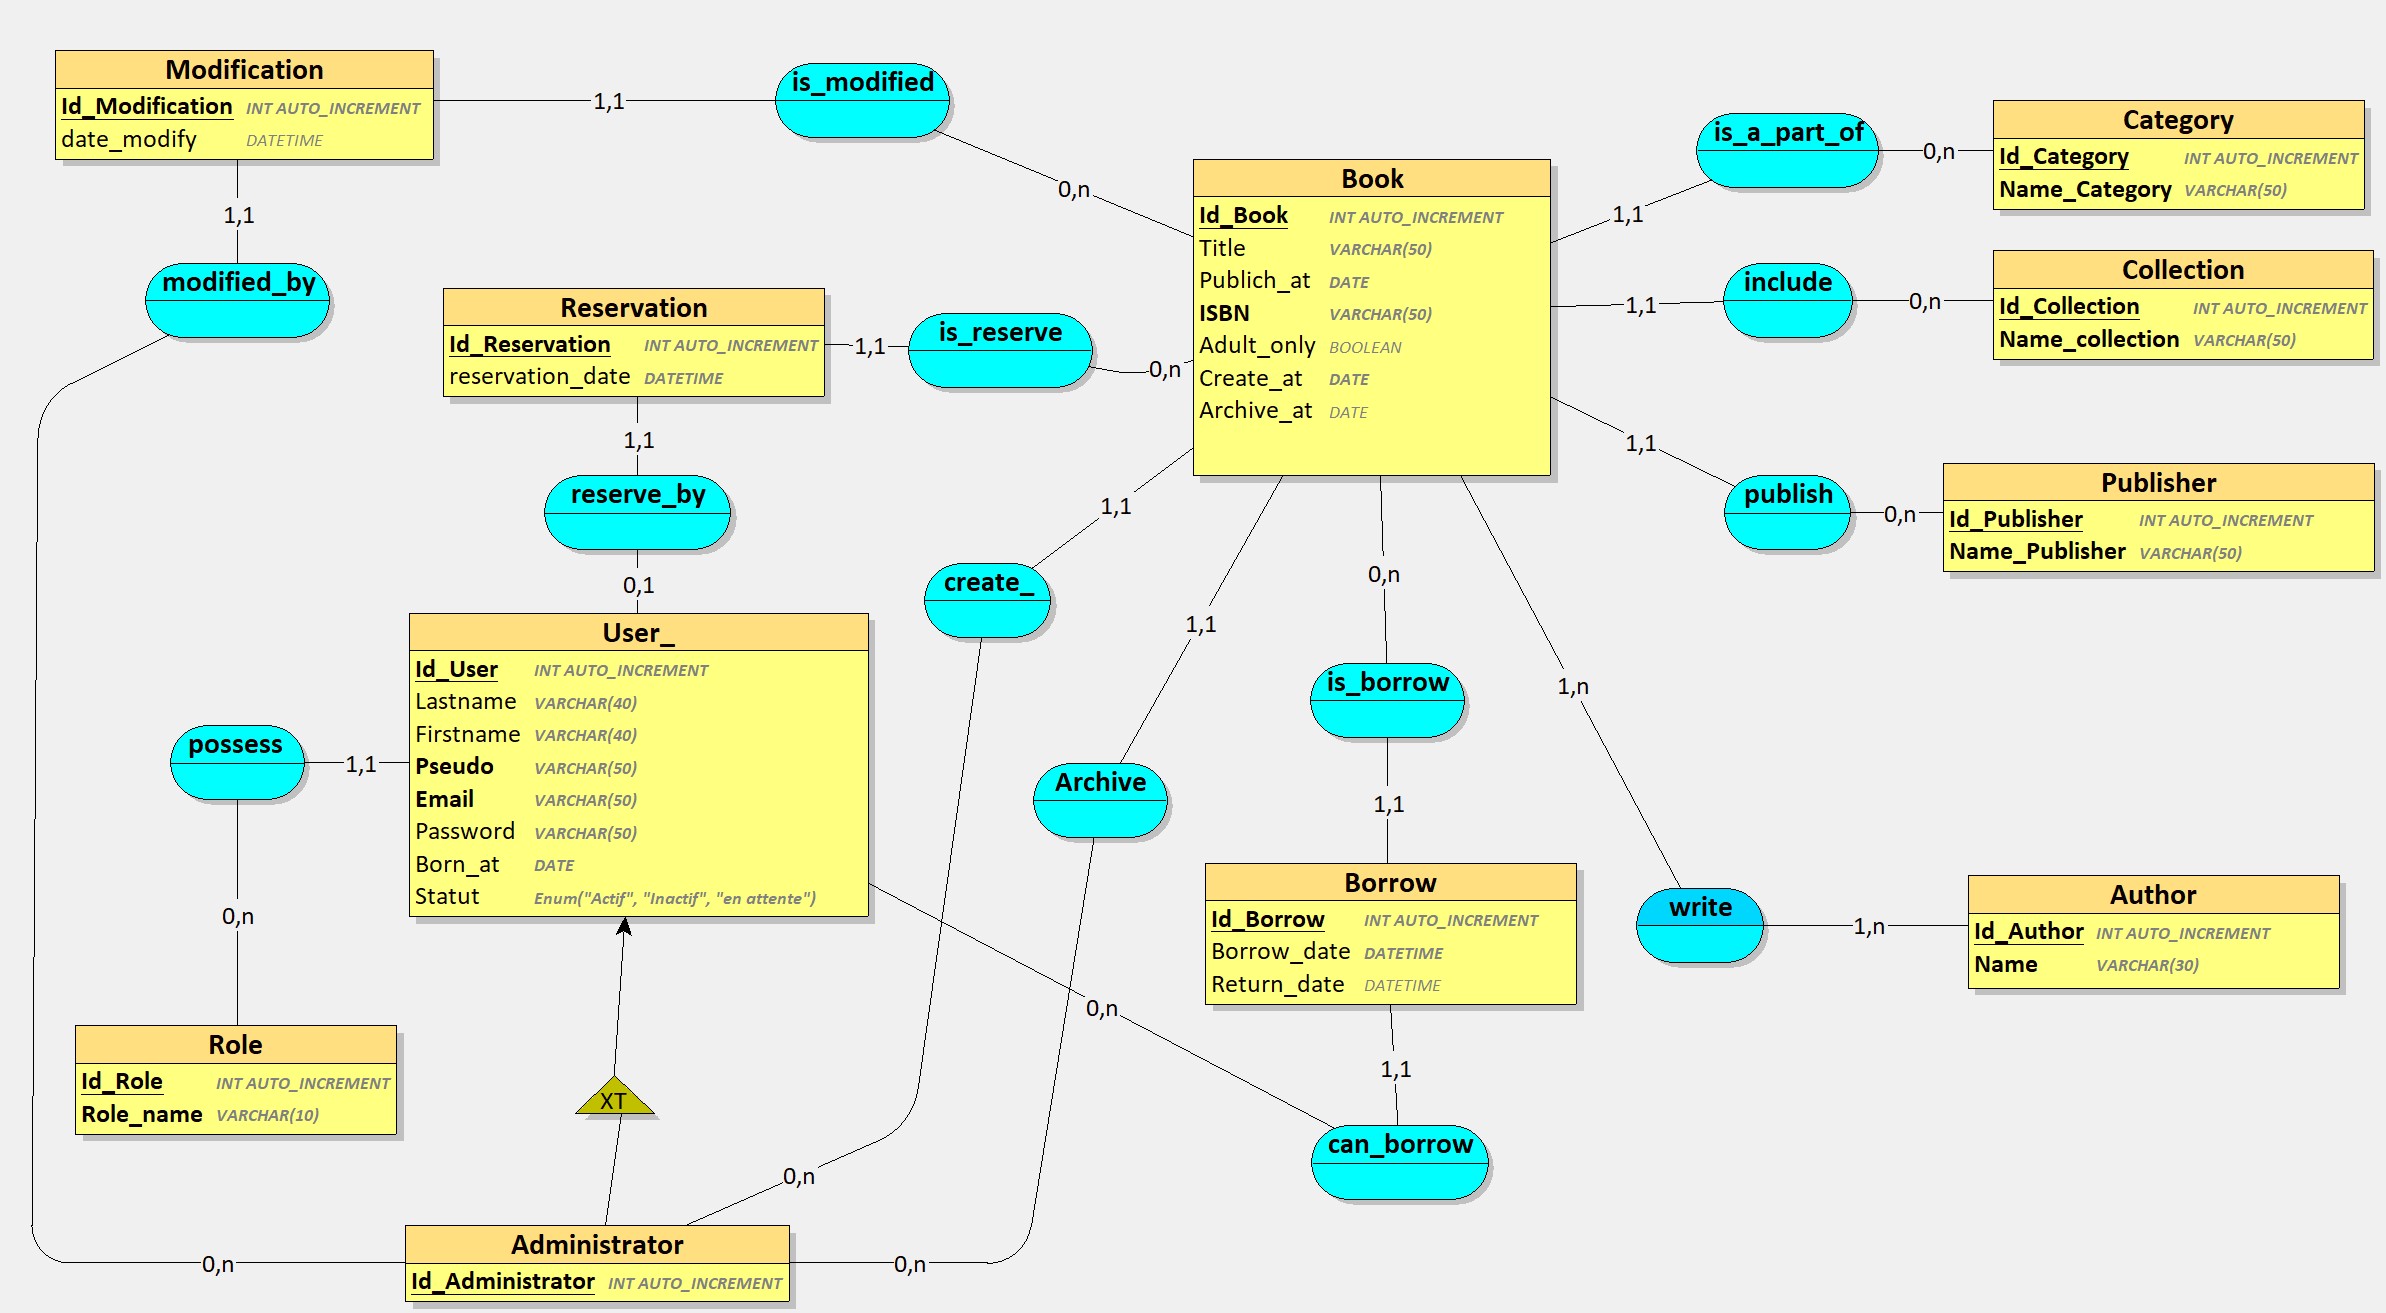 Modification
Id_Modification INT AUTO_INCREMENT
date_modify DATETIME
1,1
is_modified
0,n
1,1
modified_by
0,n
Reservation
Id_Reservation INT AUTO_INCREMENT
reservation_date DATETIME
1,1
is_reserve
0,n
1,1
reserve_by
0,1
Book
Id_Book INT AUTO_INCREMENT
Title VARCHAR(50)
Publich_at DATE
ISBN VARCHAR(50)
Adult_only BOOLEAN
Create_at DATE
Archive_at DATE
1,1
is_a_part_of
0,n
Category
Id_Category INT AUTO_INCREMENT
Name_Category VARCHAR(50)
1,1
include
0,n
Collection
Id_Collection INT AUTO_INCREMENT
Name_collection VARCHAR(50)
1,1
publish
0,n
Publisher
Id_Publisher INT AUTO_INCREMENT
Name_Publisher VARCHAR(50)
User_
Id_User INT AUTO_INCREMENT
Lastname VARCHAR(40)
Firstname VARCHAR(40)
Pseudo VARCHAR(50)
Email VARCHAR(50)
Password VARCHAR(50)
Born_at DATE
Statut Enum("Actif", "Inactif", "en attente")
possess
1,1
0,n
Role
Id_Role INT AUTO_INCREMENT
Role_name VARCHAR(10)
XT
1,1
create_
0,n
1,1
Archive
0,n
0,n
is_borrow
1,1
Borrow
Id_Borrow INT AUTO_INCREMENT
Borrow_date DATETIME
Return_date DATETIME
1,1
can_borrow
0,n
1,n
write
1,n
Author
Id_Author INT AUTO_INCREMENT
Name VARCHAR(30)
Administrator
Id_Administrator INT AUTO_INCREMENT